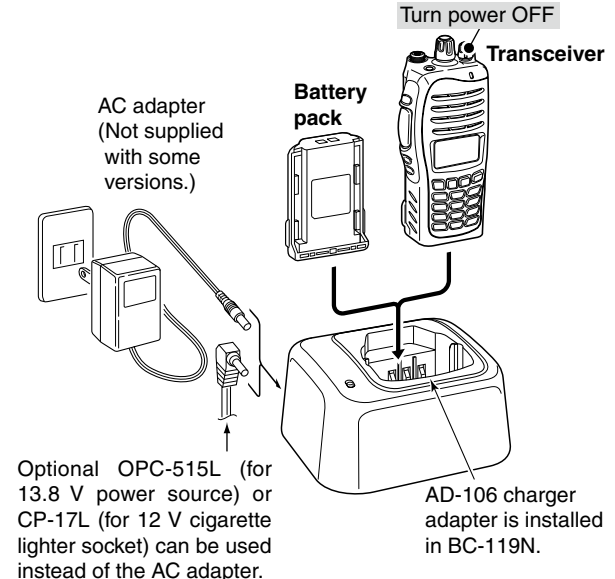 Turn power OFF
Transceiver
Battery
pack
AC adapter
(Not supplied
with some
versions.)
Optional OPC-515L (for
13.8 V power source) or
CP-17L (for 12 V cigarette
lighter socket) can be used
instead of the AC adapter.
AD-106 charger
adapter is installed
in BC-119N.